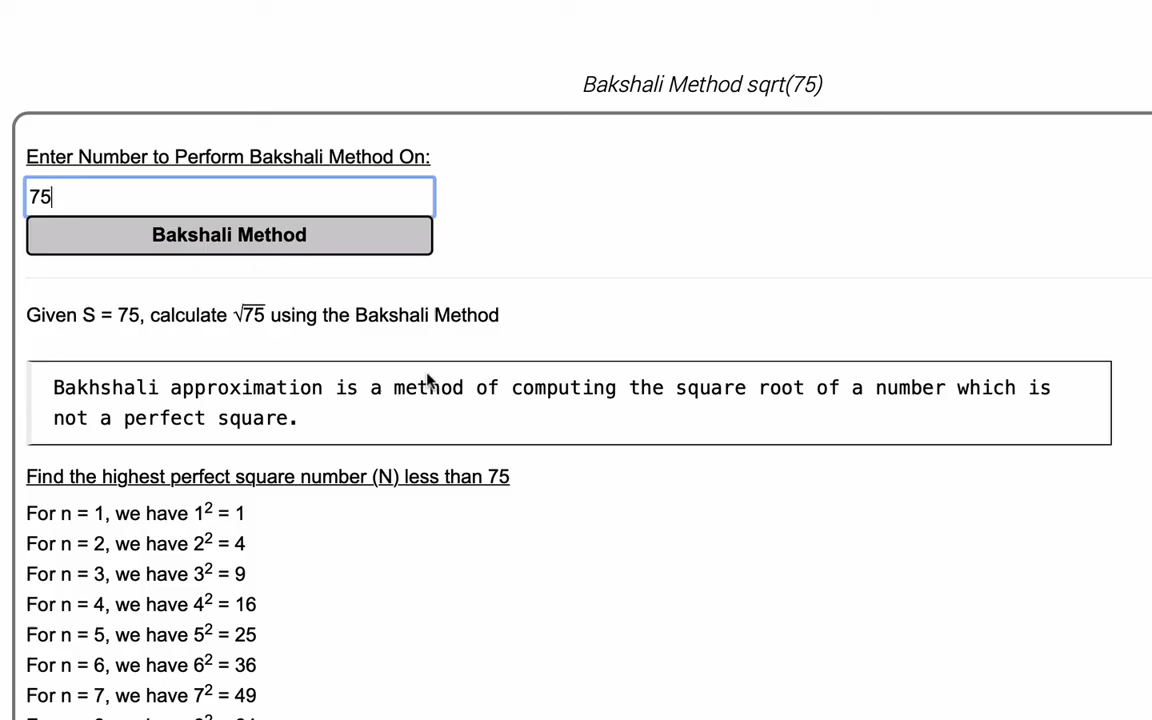 Bakshali Method sqrt(75)
Enter Number to Perform Bakshali Method On:
75
Bakshali Method
Given S = 75, calculate √75 using the Bakshali Method
Bakhshali approximation is a method of computing the square root of a number which is
not a perfect square.
Find the highest perfect square number (N) less than 75
For n = 1, we have 1² = 1
For n = 2, we have 2² = 4
For n = 3, we have 3² = 9
For n = 4, we have 4² = 16
For n = 5, we have 5² = 25
For n = 6, we have 6² = 36
For n = 7, we have 7² = 49